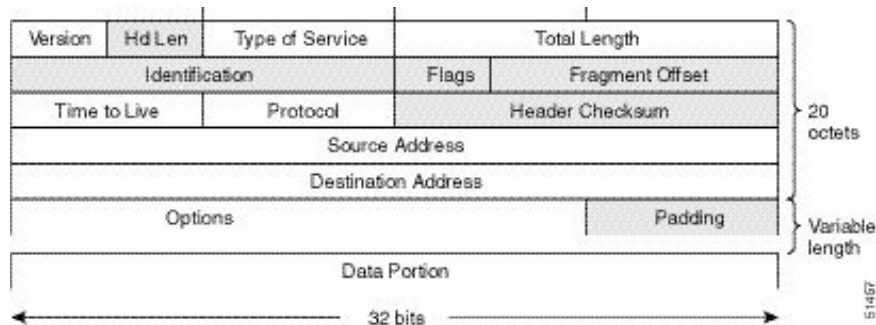 Version Hd Len Type of Service Total Length
Identification Flags Fragment Offset
Time to Live Protocol Header Checksum
20 octets
Source Address
Destination Address
Options Padding
Variable length
Data Portion
32 bits
51457